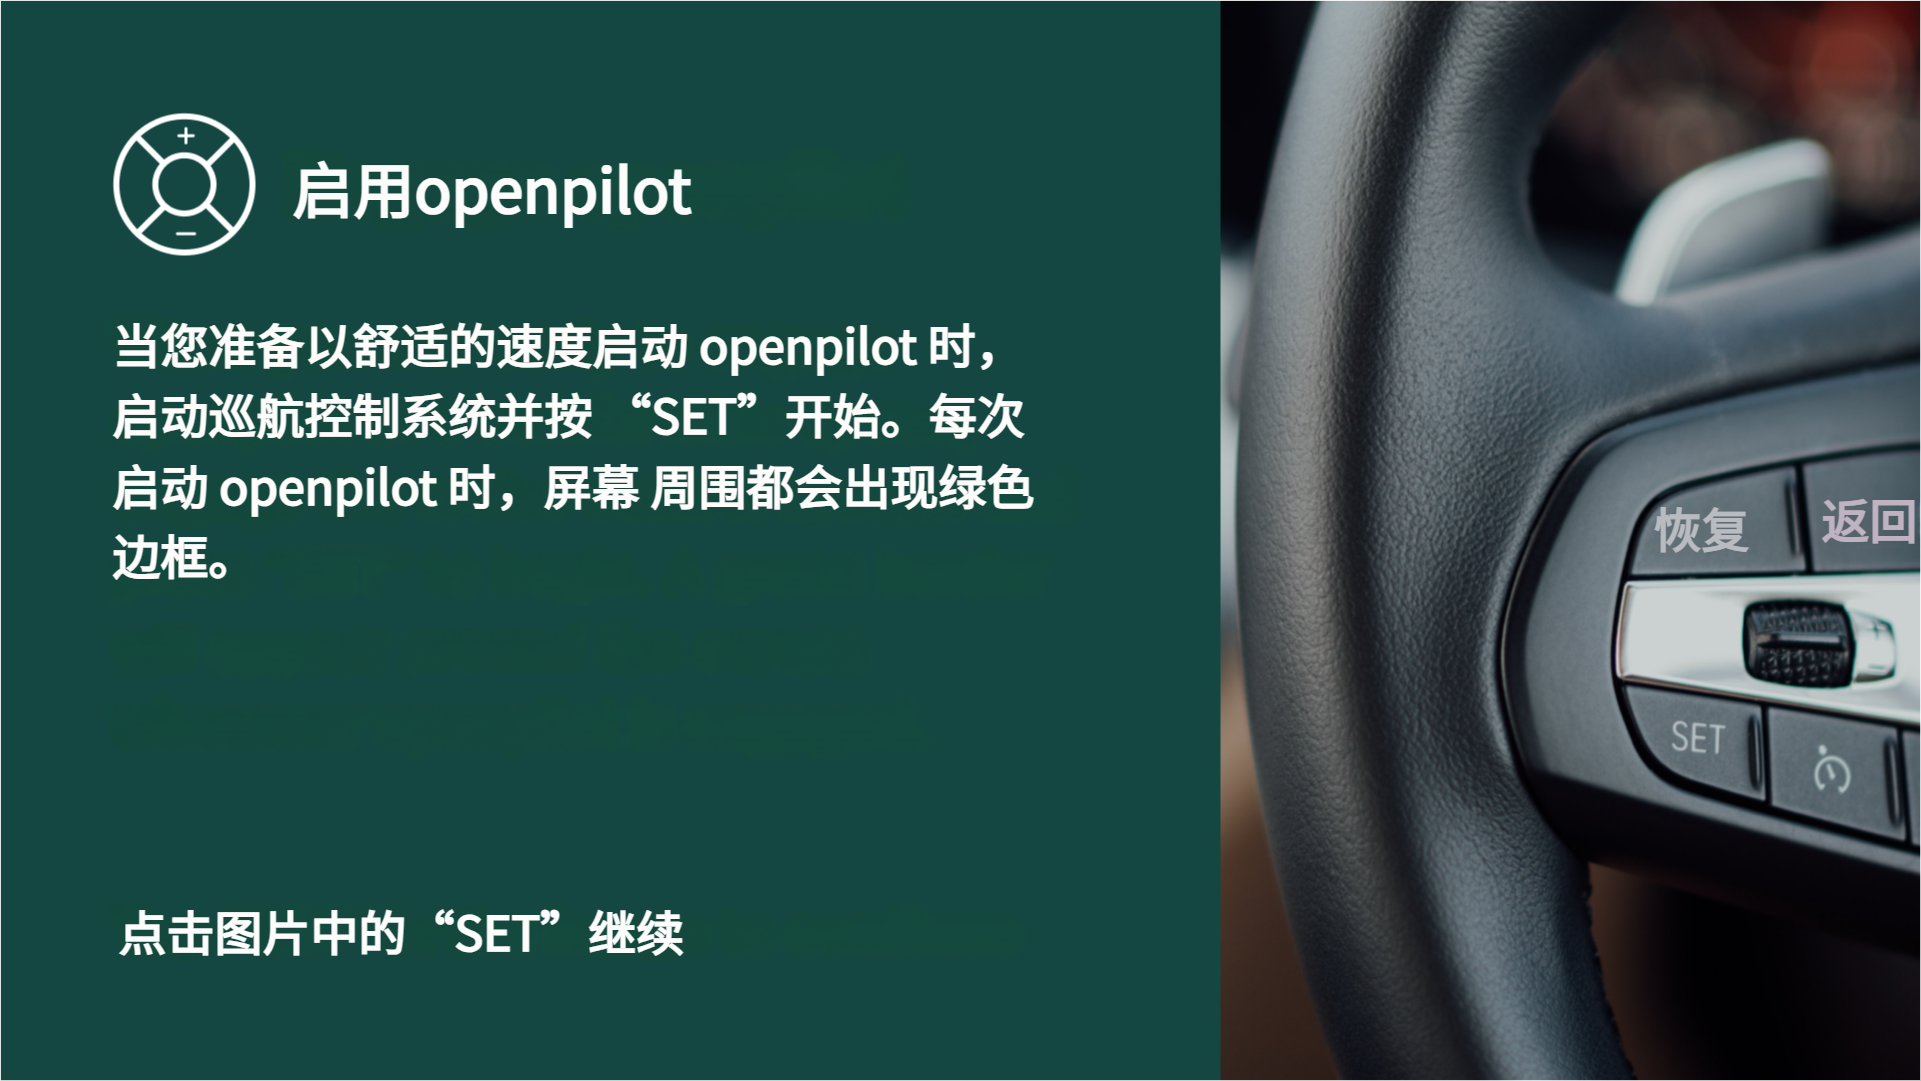 启用openpilot
当您准备以舒适的速度启动 openpilot 时，
启动巡航控制系统并按 “SET”开始。每次
启动 openpilot 时，屏幕 周围都会出现绿色
边框。
恢复
返回
SET
点击图片中的“SET”继续